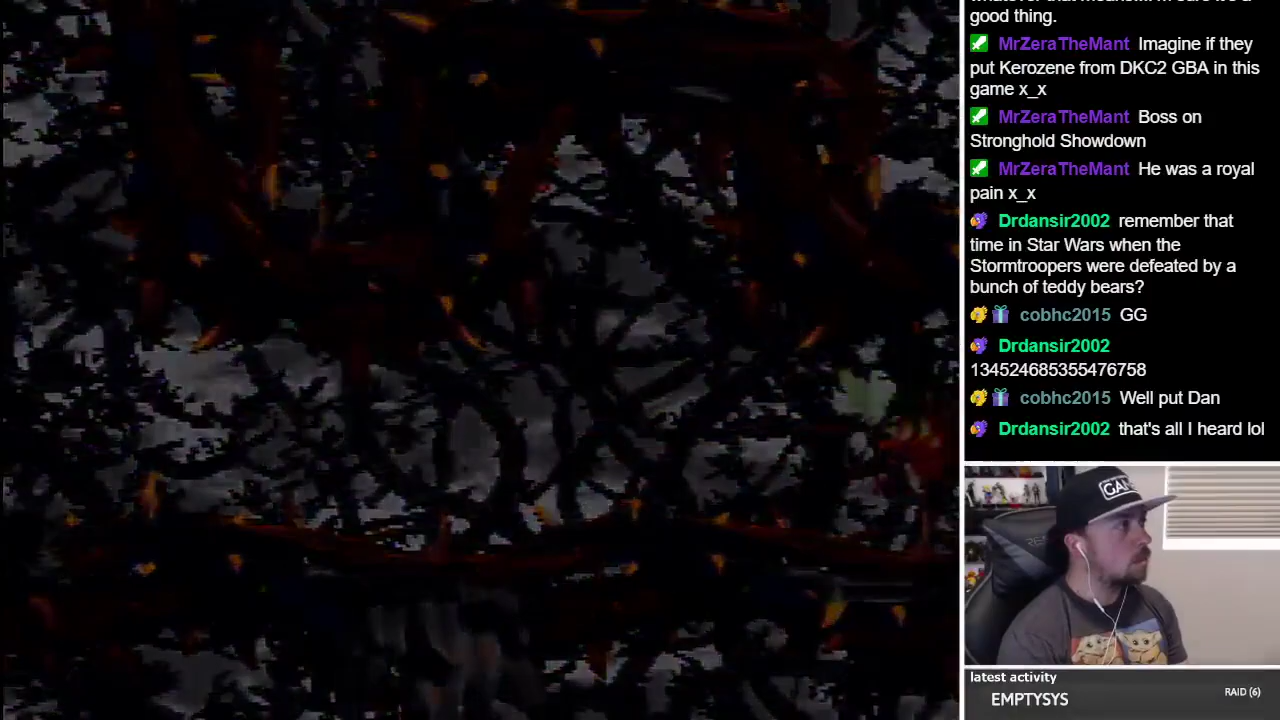 good thing.
MrZeraTheMant Imagine if they
put Kerozene from DKC2 GBA in this
game x_x
MrZeraTheMant Boss on
Stronghold Showdown
MrZeraTheMant He was a royal
pain x_x
Drdansir2002 remember that
time in Star Wars when the
Stormtroopers were defeated by a
bunch of teddy bears?
cobhc2015 GG
Drdansir2002
134524685355476758
cobhc2015 Well put Dan
Drdansir2002 that's all I heard lol
latest activity
EMPTYSYS
RAID (6)